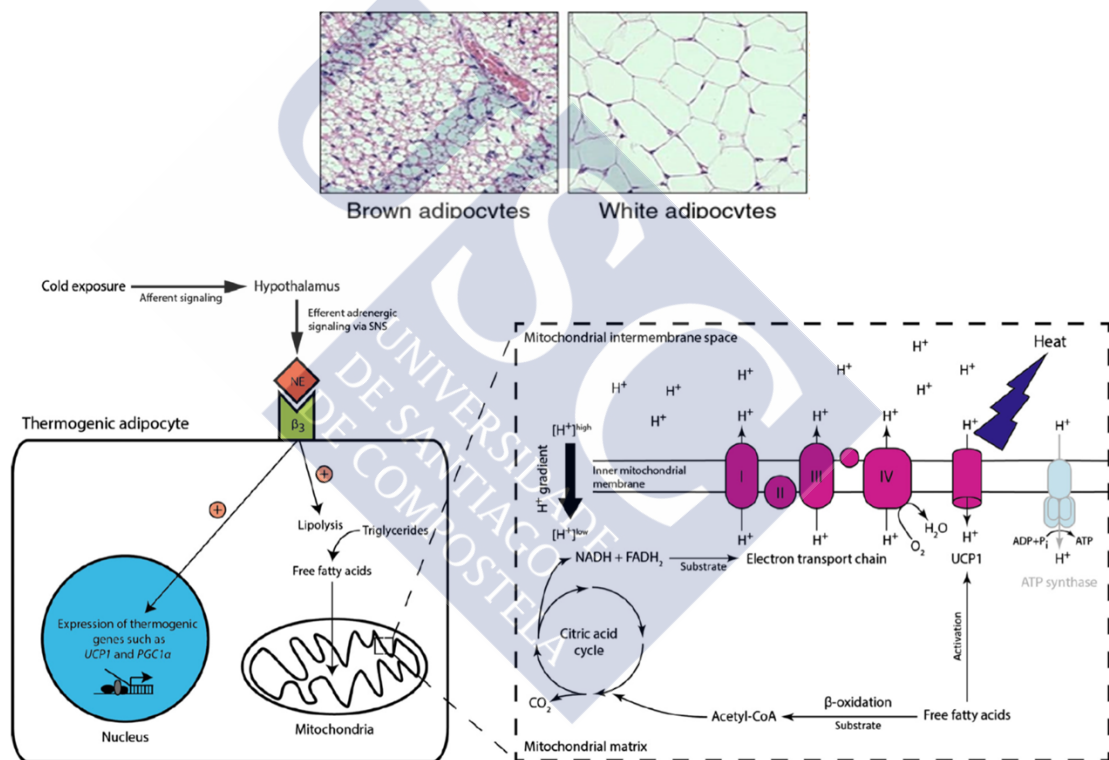 Brown adipocytes
White adipocytes
Cold exposure
Afferent signaling
Hypothalamus
Efferent adrenergic
signaling via SNS
NE
β3
Thermogenic adipocyte
+
+
Lipolysis
Triglycerides
Free fatty acids
Expression of thermogenic
genes such as
UCP1 and PGC1α
Nucleus
Mitochondria
Mitochondrial intermembrane space
Heat
H+
H+
H+
H+
H+
H+
H+
H+
H+
H+
H+
H+
H+
[H+]high
H+ gradient
[H+]low
Inner mitochondrial
membrane
I
II
III
IV
H+
H+
H+
H+
H2O
O2
ADP+Pi
ATP
H+
NADH + FADH2
Substrate
Electron transport chain
UCP1
ATP synthase
Citric acid
cycle
Activation
CO2
Acetyl-CoA
β-oxidation
Substrate
Free fatty acids
Mitochondrial matrix
USC
UNIVERSIDADE
DE SANTIAGO
DE COMPOSTELA